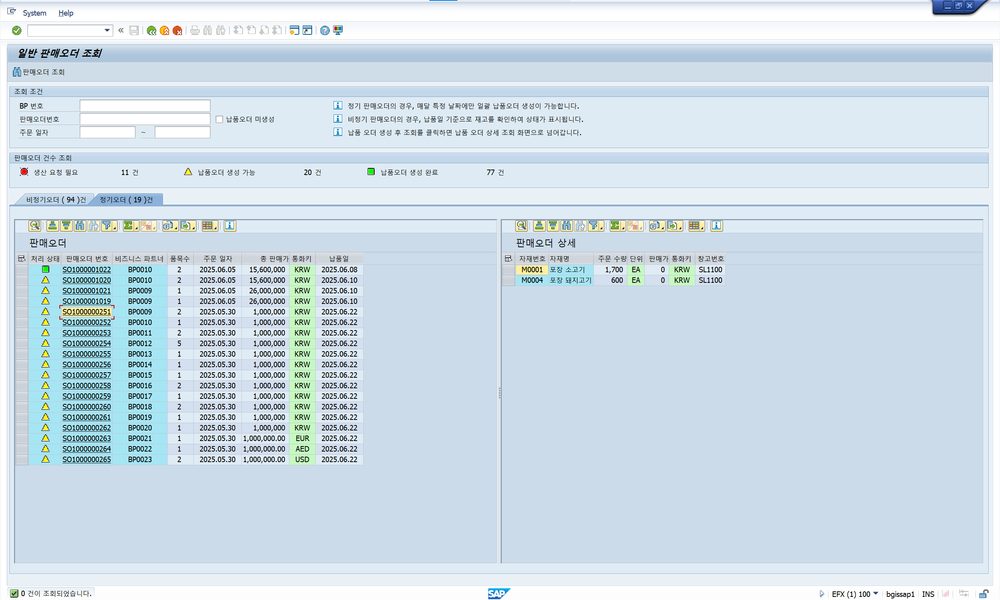 System Help
일반 판매오더 조회
판매오더 조회
조회 조건
BP 번호
정기 판매오더의 경우, 매달 특정 날짜에만 일괄 납품오더 생성이 가능합니다.
판매오더번호 납품오더 미생성
비정기 판매오더의 경우, 납품일 기준으로 재고를 확인하여 상태가 표시됩니다.
주문 일자 ~
납품 오더 생성 후 조회를 클릭하면 납품 오더 상세 조회 화면으로 넘어갑니다.
판매오더 건수 조회
생산 요청 필요 11 건 납품오더 생성 가능 20 건 납품오더 생성 완료 77 건
비정기오더 ( 94 )건 정기오더 ( 19 )건
판매오더
처리 상태 판매오더 번호 비즈니스 파트너 품목수 주문 일자 총 판매가 통화키 납품일
SO1000001022 BP0010 2 2025.06.05 15,600,000 KRW 2025.06.08
SO1000001020 BP0010 2 2025.06.05 15,600,000 KRW 2025.06.10
SO1000001021 BP0009 1 2025.06.05 26,000,000 KRW 2025.06.10
SO1000001019 BP0009 1 2025.06.05 26,000,000 KRW 2025.06.10
SO1000000251 BP0009 2 2025.05.30 1,000,000 KRW 2025.06.22
SO1000000252 BP0010 1 2025.05.30 1,000,000 KRW 2025.06.22
SO1000000253 BP0011 2 2025.05.30 1,000,000 KRW 2025.06.22
SO1000000254 BP0012 5 2025.05.30 1,000,000 KRW 2025.06.22
SO1000000255 BP0013 1 2025.05.30 1,000,000 KRW 2025.06.22
SO1000000256 BP0014 1 2025.05.30 1,000,000 KRW 2025.06.22
SO1000000257 BP0015 1 2025.05.30 1,000,000 KRW 2025.06.22
SO1000000258 BP0016 2 2025.05.30 1,000,000 KRW 2025.06.22
SO1000000259 BP0017 1 2025.05.30 1,000,000 KRW 2025.06.22
SO1000000260 BP0018 2 2025.05.30 1,000,000 KRW 2025.06.22
SO1000000261 BP0019 1 2025.05.30 1,000,000 KRW 2025.06.22
SO1000000262 BP0020 1 2025.05.30 1,000,000 KRW 2025.06.22
SO1000000263 BP0021 1 2025.05.30 1,000,000.00 EUR 2025.06.22
SO1000000264 BP0022 1 2025.05.30 1,000,000.00 AED 2025.06.22
SO1000000265 BP0023 2 2025.05.30 1,000,000.00 USD 2025.06.22
판매오더 상세
자재번호 자재명 주문 수량 단위 판매가 통화키 창고번호
M0001 포장 소고기 1,700 EA 0 KRW SL1100
M0004 포장 돼지고기 600 EA 0 KRW SL1100
0 건이 조회되었습니다.
SAP
EFX (1) 100 bgissap1 INS